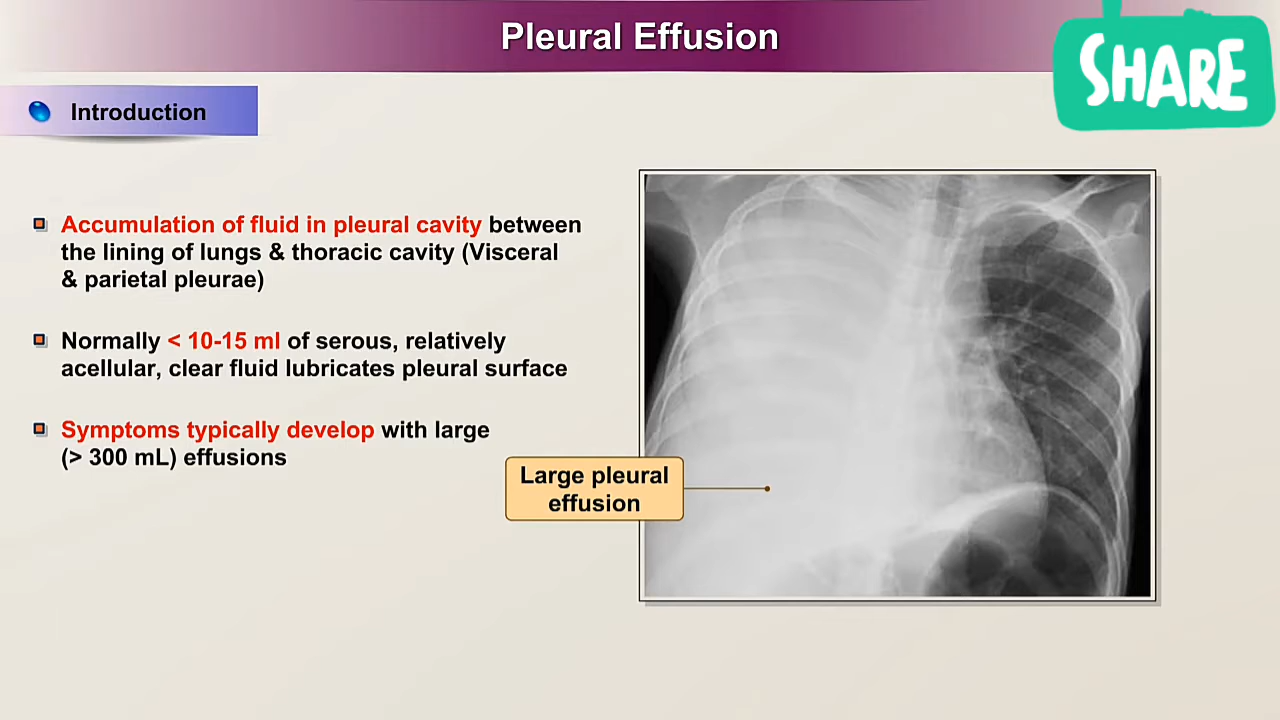 Pleural Effusion
SHARE
Introduction
Accumulation of fluid in pleural cavity between
the lining of lungs & thoracic cavity (Visceral
& parietal pleurae)
Normally < 10-15 ml of serous, relatively
acellular, clear fluid lubricates pleural surface
Symptoms typically develop with large
(> 300 mL) effusions
Large pleural
effusion